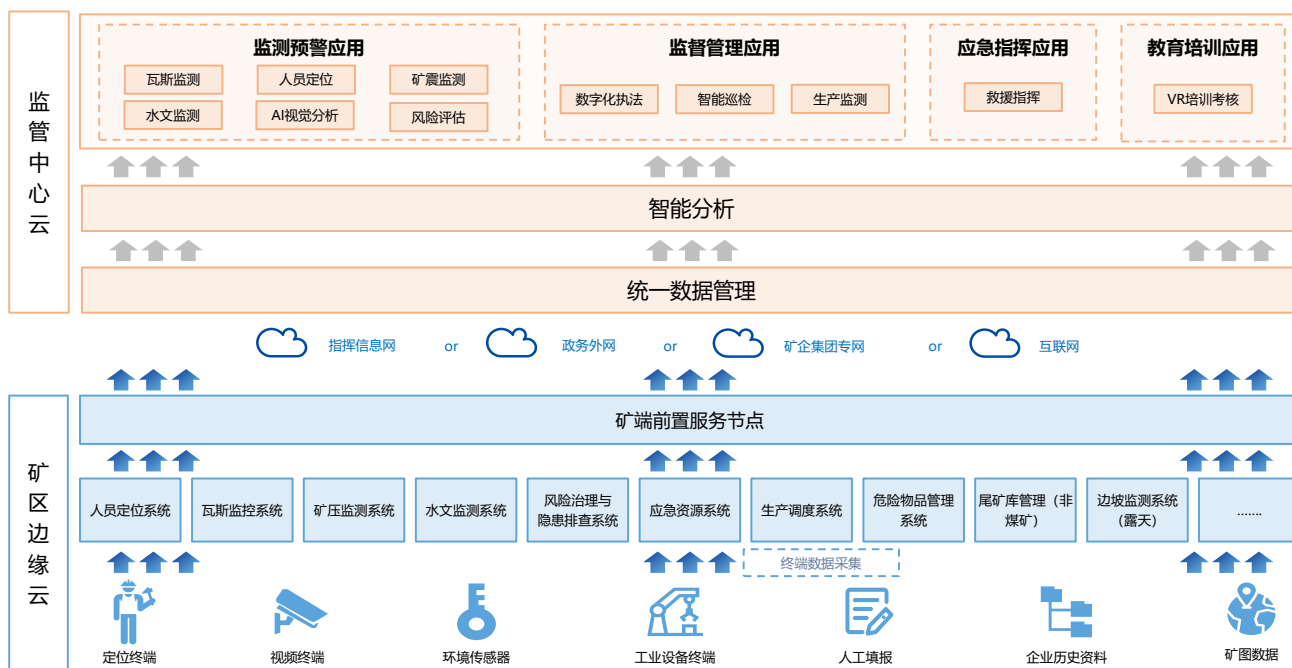 监管中心云
监测预警应用
瓦斯监测
人员定位
矿震监测
水文监测
AI视觉分析
风险评估
监督管理应用
数字化执法
智能巡检
生产监测
应急指挥应用
救援指挥
教育培训应用
VR培训考核
智能分析
统一数据管理
指挥信息网
or
政务外网
or
矿企集团专网
or
互联网
矿区边缘云
矿端前置服务节点
人员定位系统
瓦斯监控系统
矿压监测系统
水文监测系统
风险治理与
隐患排查系统
应急资源系统
生产调度系统
危险物品管理
系统
尾矿库管理（非
煤矿）
边坡监测系统
（露天）
.......
终端数据采集
定位终端
视频终端
环境传感器
工业设备终端
人工填报
企业历史资料
矿图数据